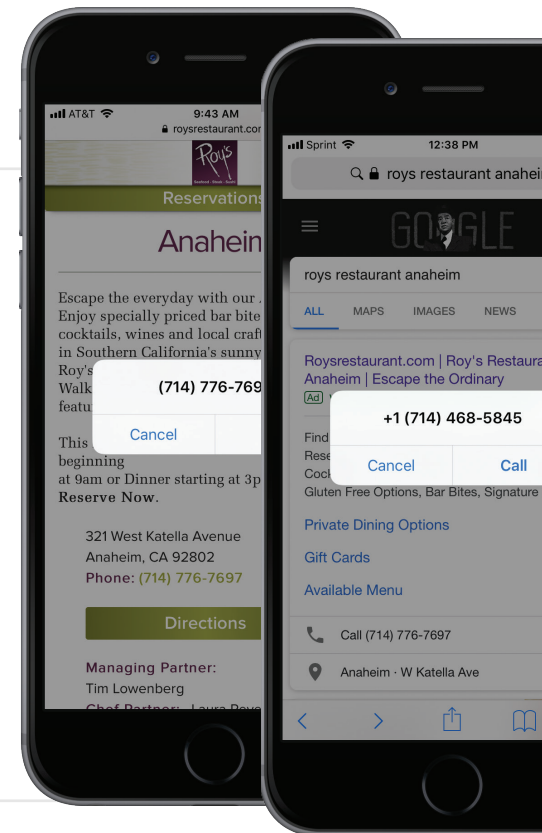 AT&T
9:43 AM
roysrestaurant.com
Roy's
Reservations
Anaheim
Escape the everyday with our
Enjoy specially priced bar bite
cocktails, wines and local craft
in Southern California's sunny
Roy's
Walk
featu
(714) 776-769
Cancel
This
beginning
at 9am or Dinner starting at 3p
Reserve Now.
321 West Katella Avenue
Anaheim, CA 92802
Phone: (714) 776-7697
Directions
Managing Partner:
Tim Lowenberg
Chef Partner: Laura
Sprint
12:38 PM
roys restaurant anahei
GOOGLE
roys restaurant anaheim
ALL MAPS IMAGES NEWS
Roysrestaurant.com | Roy's Restaura
Anaheim | Escape the Ordinary
Ad
+1 (714) 468-5845
Cancel Call
Find
Rese
Cock
Gluten Free Options, Bar Bites, Signature
Private Dining Options
Gift Cards
Available Menu
Call (714) 776-7697
Anaheim · W Katella Ave